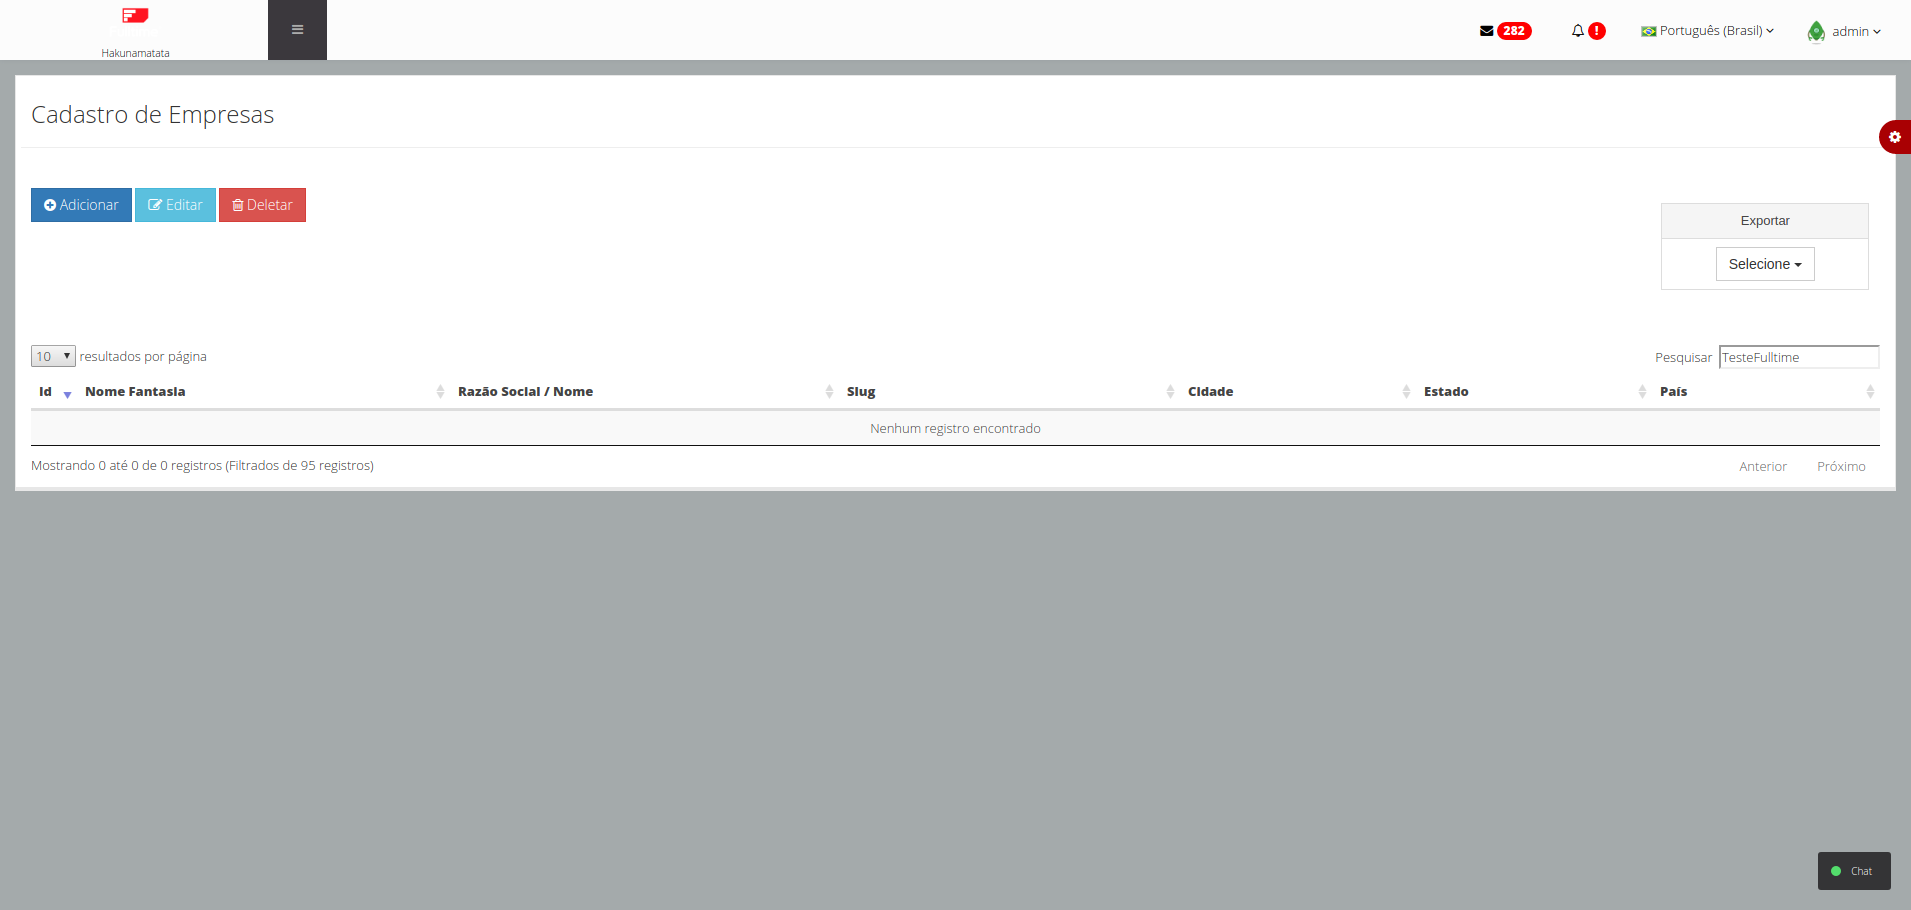 Hakunamatata
282
!
Português (Brasil)
admin
Cadastro de Empresas
Adicionar
Editar
Deletar
Exportar
Selecione
10 resultados por página
Pesquisar TesteFulltime
Id Nome Fantasia Razão Social / Nome Slug Cidade Estado País
Nenhum registro encontrado
Mostrando 0 até 0 de 0 registros (Filtrados de 95 registros)
Anterior Próximo
Chat